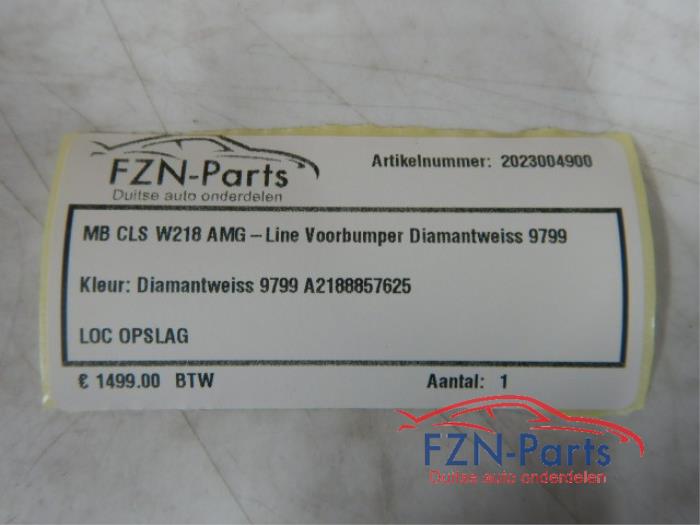 FZN-Parts
Duitse auto onderdelen
Artikelnummer: 2023004900
MB CLS W218 AMG – Line Voorbumper Diamantweiss 9799
Kleur: Diamantweiss 9799 A2188857625
LOC OPSLAG
€ 1499.00 BTW
Aantal: 1
FZN-Parts
Duitse auto onderdelen